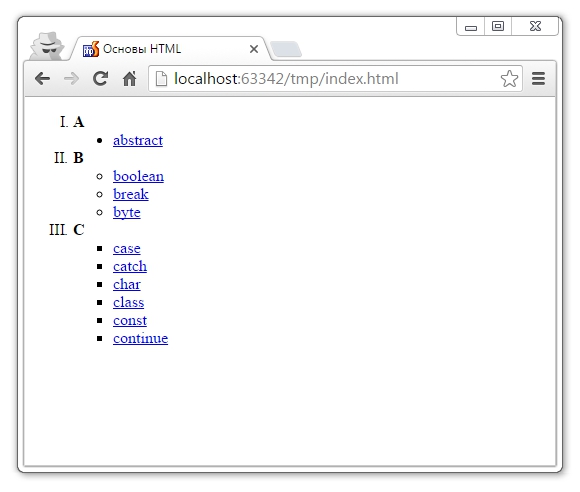 Основы HTML
localhost:63342/tmp/index.html
I. A
abstract
II. B
boolean
break
byte
III. C
case
catch
char
class
const
continue